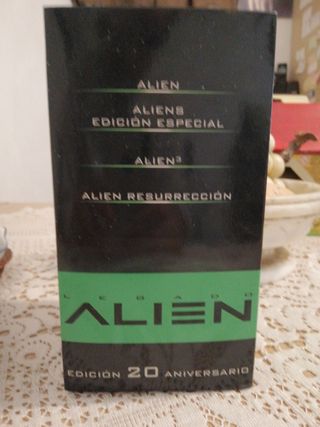 ALIEN
ALIENS
EDICIÓN ESPECIAL
ALIEN³
ALIEN RESURRECCIÓN
LEGADO
ALIEN
EDICIÓN 20 ANIVERSARIO